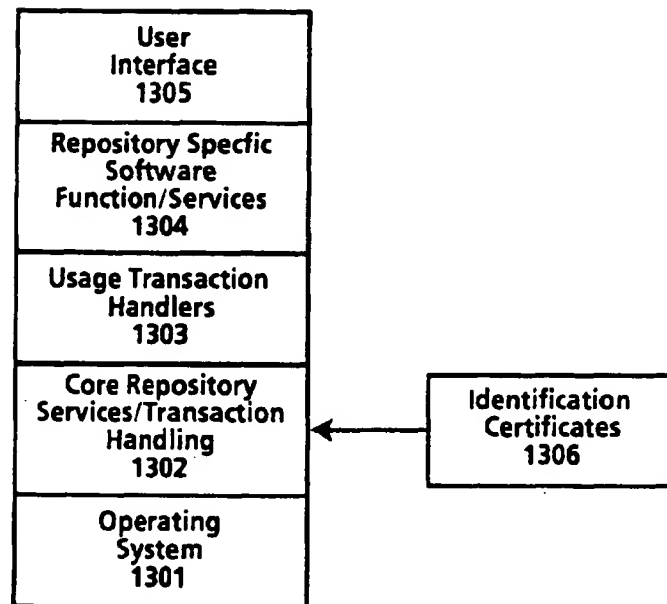 User
Interface
1305
Repository Specfic
Software
Function/Services
1304
Usage Transaction
Handlers
1303
Core Repository
Services/Transaction
Handling
1302
Identification
Certificates
1306
Operating
System
1301